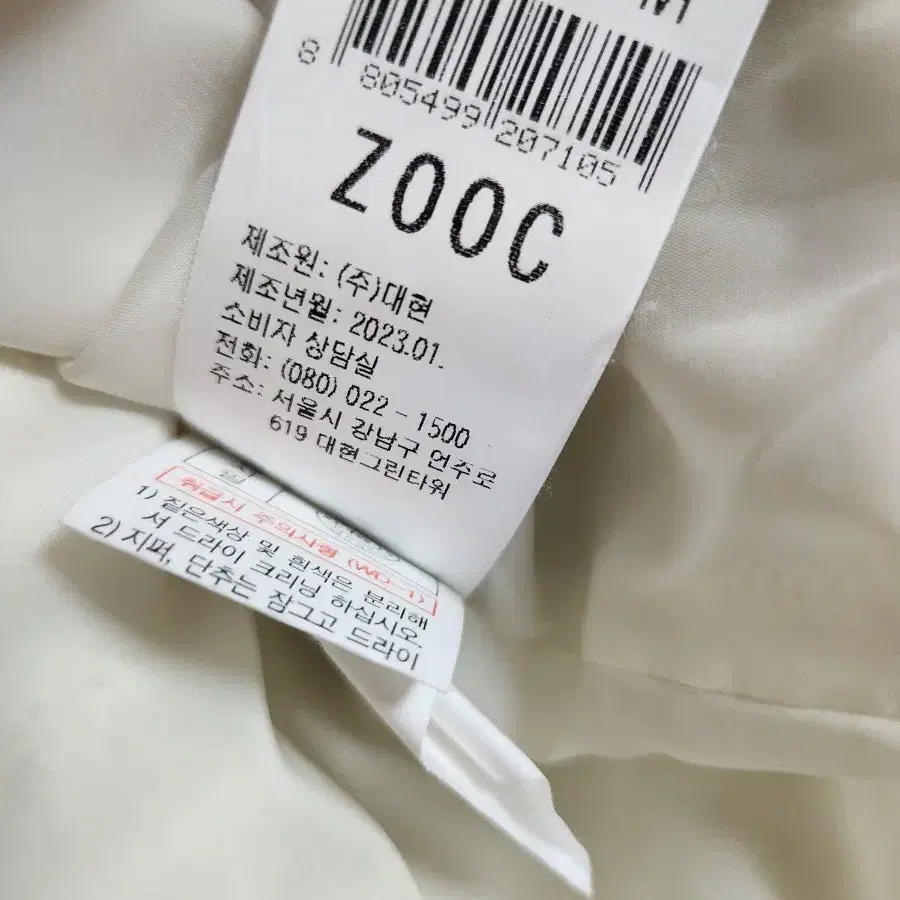 8 805499 207105
ZOOC
제조원: (주)대현
제조년월: 2023.01.
소비자 상담실
전화: (080) 022-1500
주소: 서울시 강남구 언주로
619 대현그린타워
취급시 주의사항 (WD-1)
1) 짙은색상 및 흰색은 분리해
서 드라이 크리닝 하십시오.
2) 지퍼, 단추는 잠그고 드라이